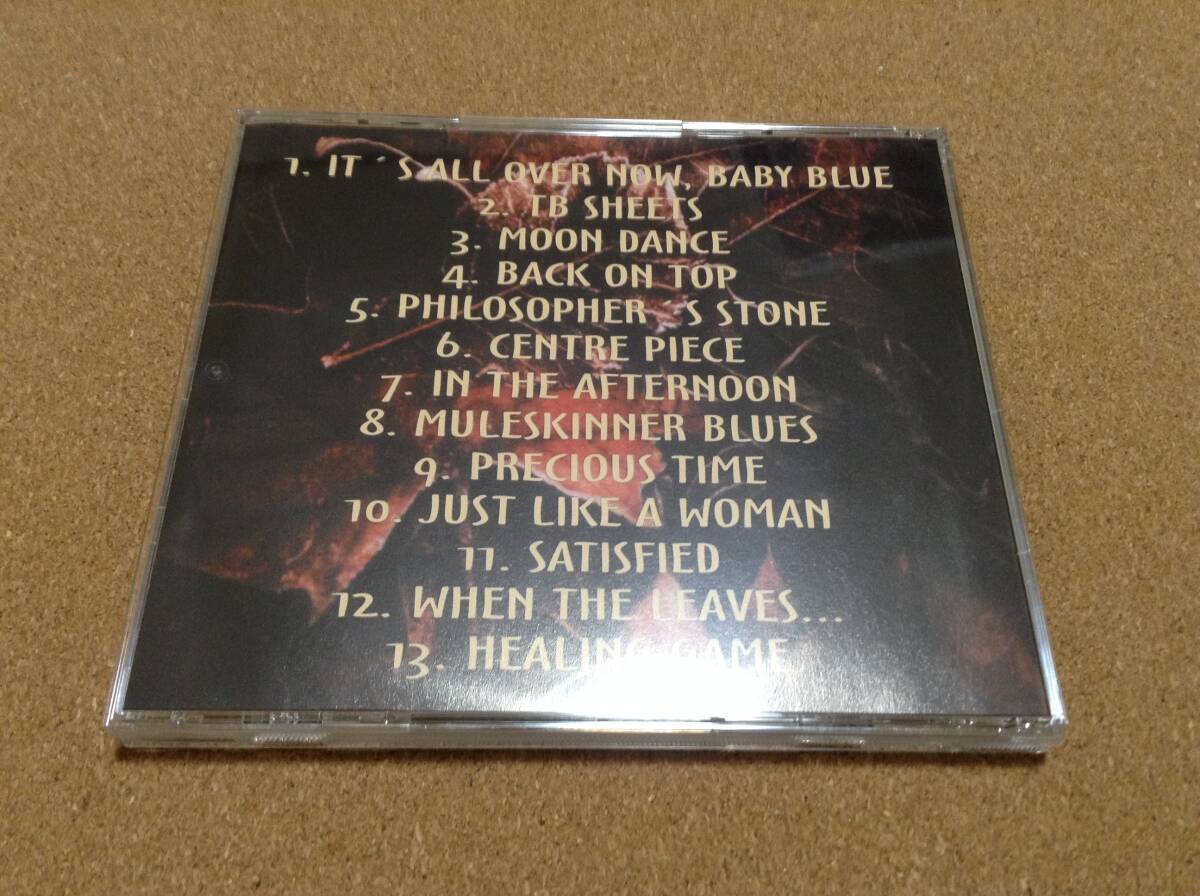 1. IT ´S ALL OVER NOW, BABY BLUE
2. TB SHEETS
3. MOON DANCE
4. BACK ON TOP
5. PHILOSOPHER ´S STONE
6. CENTRE PIECE
7. IN THE AFTERNOON
8. MULESKINNER BLUES
9. PRECIOUS TIME
10. JUST LIKE A WOMAN
11. SATISFIED
12. WHEN THE LEAVES...
13. HEALING GAME